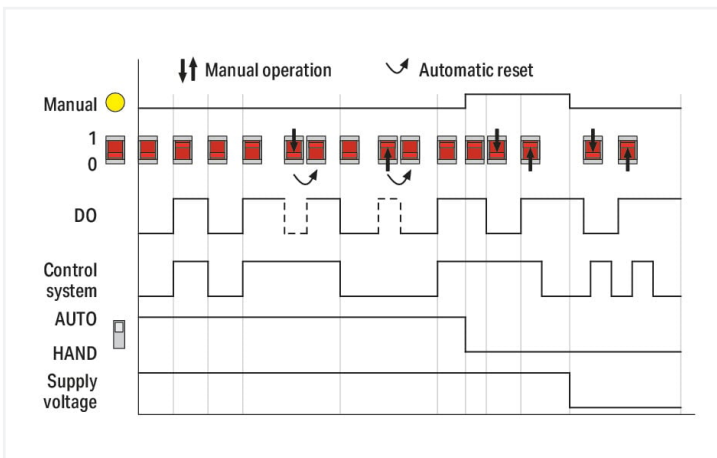 Manual operation
Automatic reset
Manual
1
0
DO
Control
system
AUTO
HAND
Supply
voltage